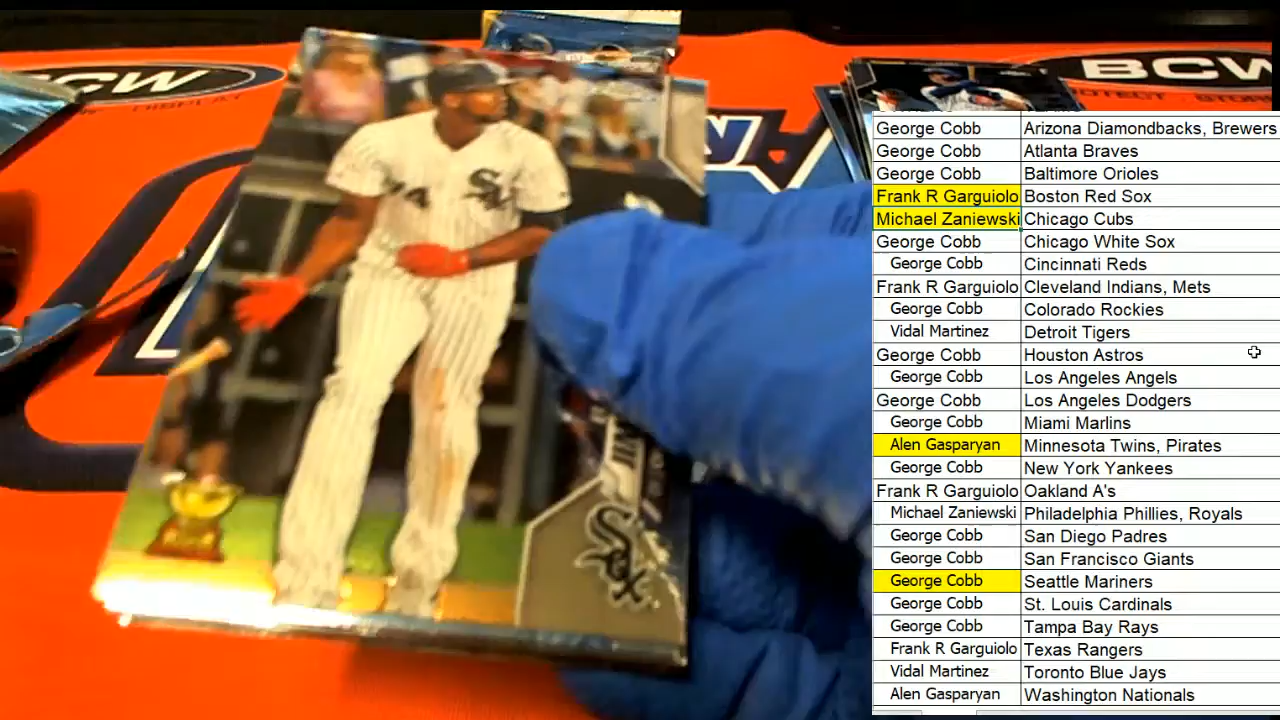 BCW
DISPLAY
BCW
PROTECT STOR
74
Sox
Sox
George Cobb Arizona Diamondbacks, Brewers
George Cobb Atlanta Braves
George Cobb Baltimore Orioles
Frank R Garguiolo Boston Red Sox
Michael Zaniewski Chicago Cubs
George Cobb Chicago White Sox
George Cobb Cincinnati Reds
Frank R Garguiolo Cleveland Indians, Mets
George Cobb Colorado Rockies
Vidal Martinez Detroit Tigers
George Cobb Houston Astros
George Cobb Los Angeles Angels
George Cobb Los Angeles Dodgers
George Cobb Miami Marlins
Alen Gasparyan Minnesota Twins, Pirates
George Cobb New York Yankees
Frank R Garguiolo Oakland A's
Michael Zaniewski Philadelphia Phillies, Royals
George Cobb San Diego Padres
George Cobb San Francisco Giants
George Cobb Seattle Mariners
George Cobb St. Louis Cardinals
George Cobb Tampa Bay Rays
Frank R Garguiolo Texas Rangers
Vidal Martinez Toronto Blue Jays
Alen Gasparyan Washington Nationals